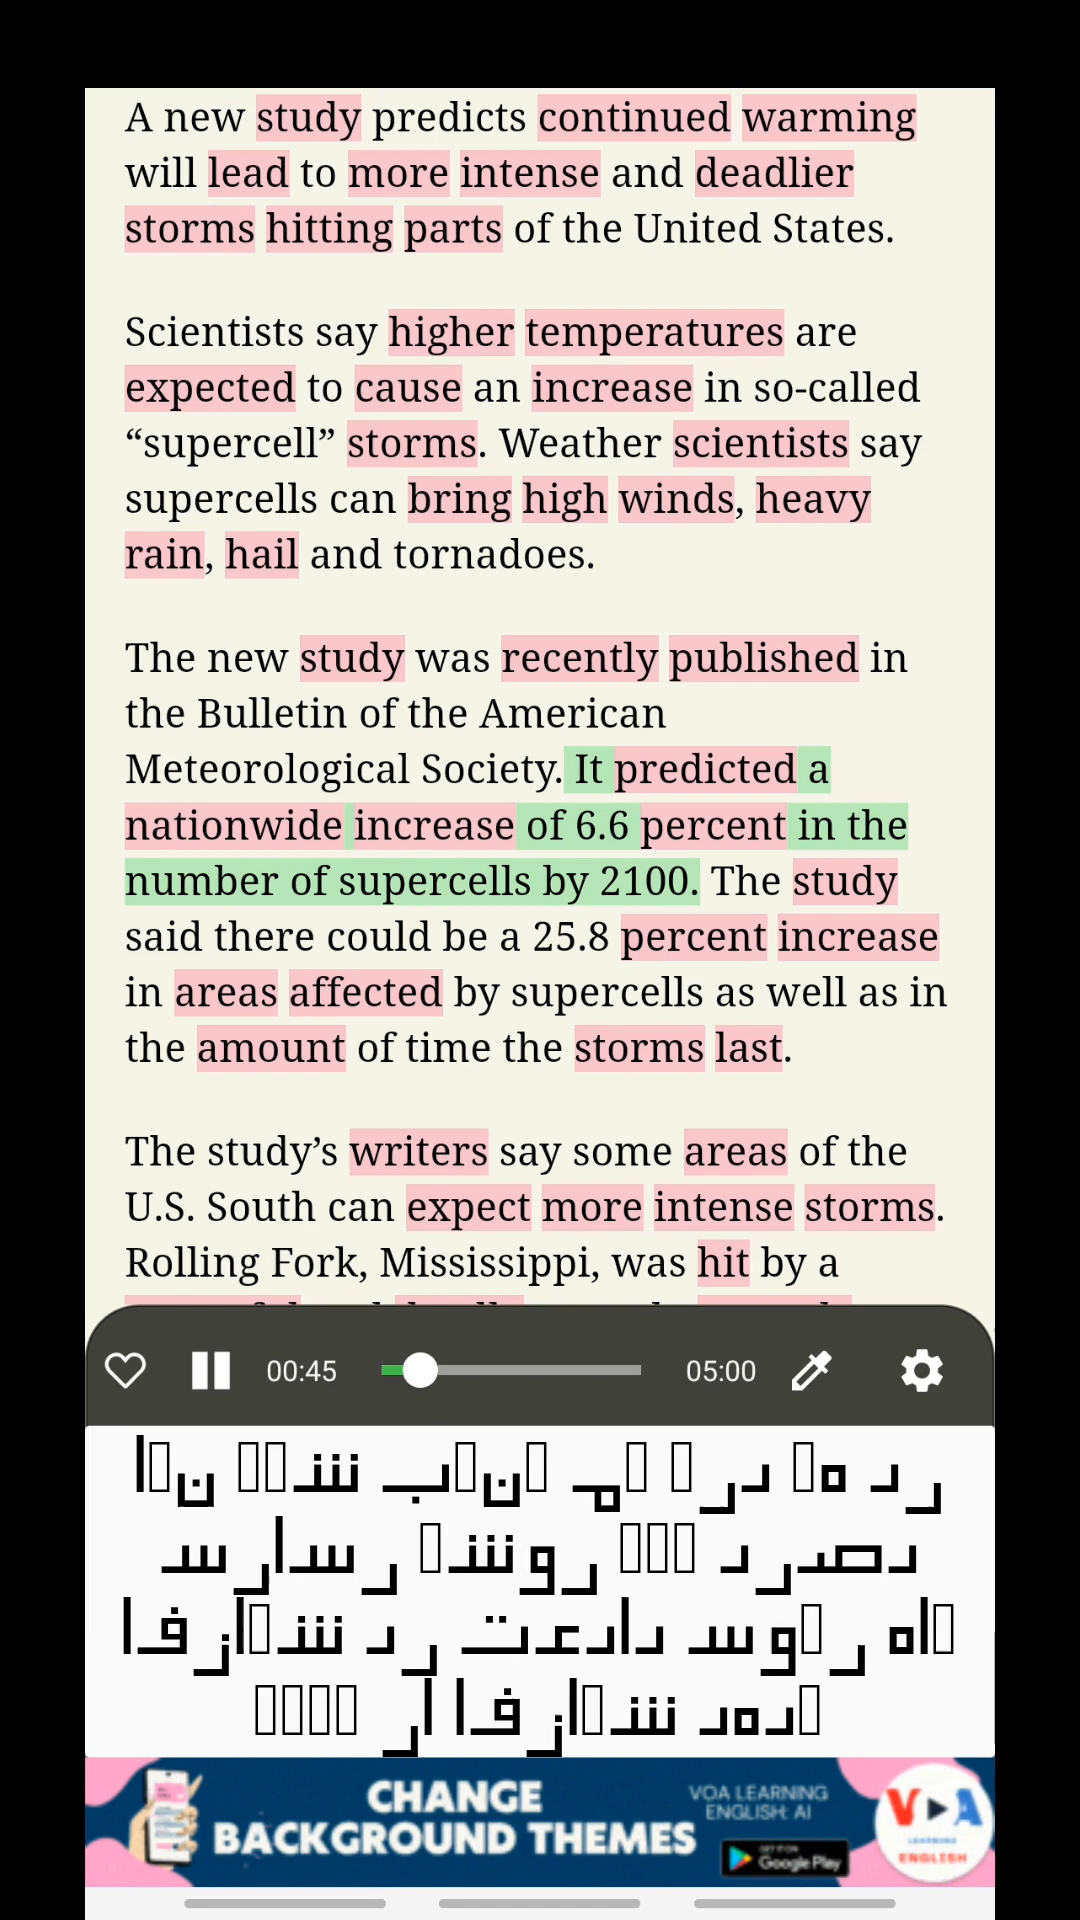 A new study predicts continued warming
will lead to more intense and deadlier
storms hitting parts of the United States.
Scientists say higher temperatures are
expected to cause an increase in so-called
“supercell” storms. Weather scientists say
supercells can bring high winds, heavy
rain, hail and tornadoes.
The new study was recently published in
the Bulletin of the American
Meteorological Society. It predicted a
nationwide increase of 6.6 percent in the
number of supercells by 2100. The study
said there could be a 25.8 percent increase
in areas affected by supercells as well as in
the amount of time the storms last.
The study’s writers say some areas of the
U.S. South can expect more intense storms.
Rolling Fork, Mississippi, was hit by a
00:45 05:00
CHANGE
BACKGROUND THEMES
VOA LEARNING
ENGLISH: AI
GET IT ON
Google Play
VOA
LEARNING
ENGLISH